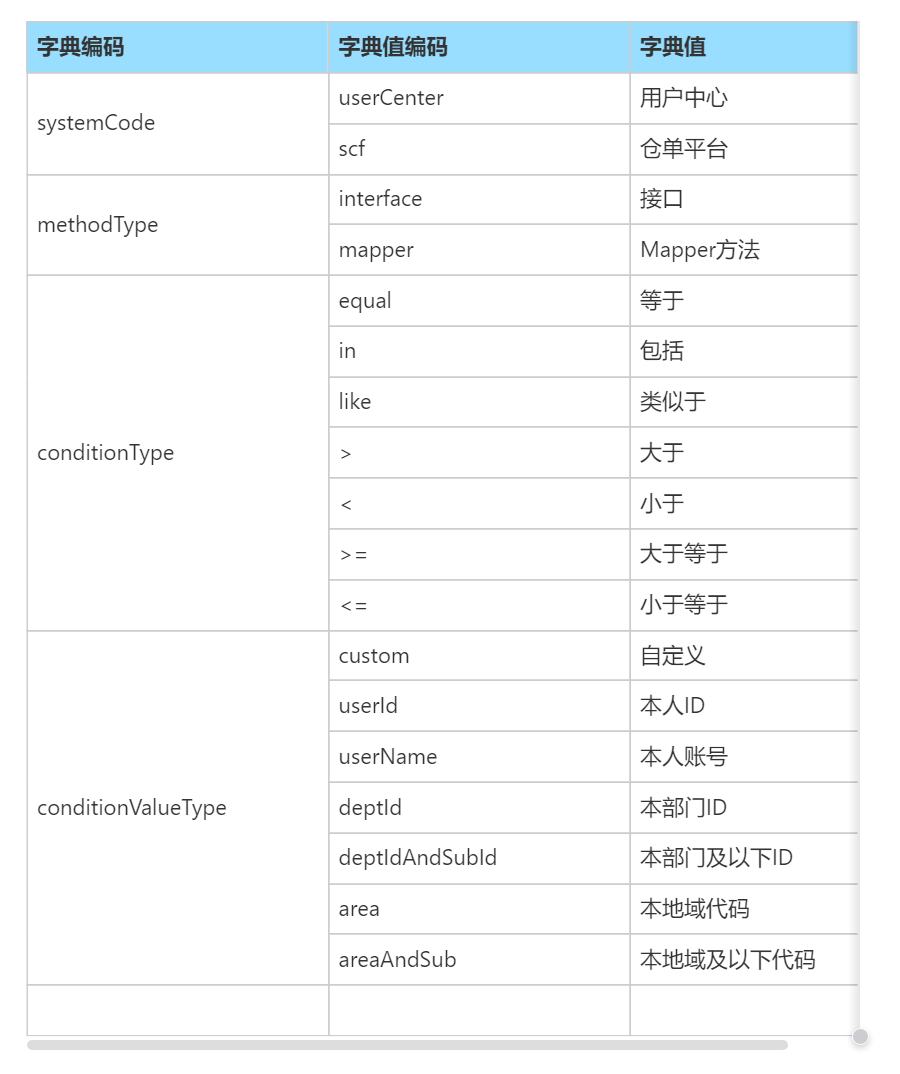 字典编码 字典值编码 字典值
systemCode userCenter 用户中心
scf 仓单平台
methodType interface 接口
mapper Mapper方法
conditionType equal 等于
in 包括
like 类似于
> 大于
< 小于
>= 大于等于
<= 小于等于
conditionValueType custom 自定义
userId 本人ID
userName 本人账号
deptId 本部门ID
deptIdAndSubId 本部门及以下ID
area 本地域代码
areaAndSub 本地域及以下代码